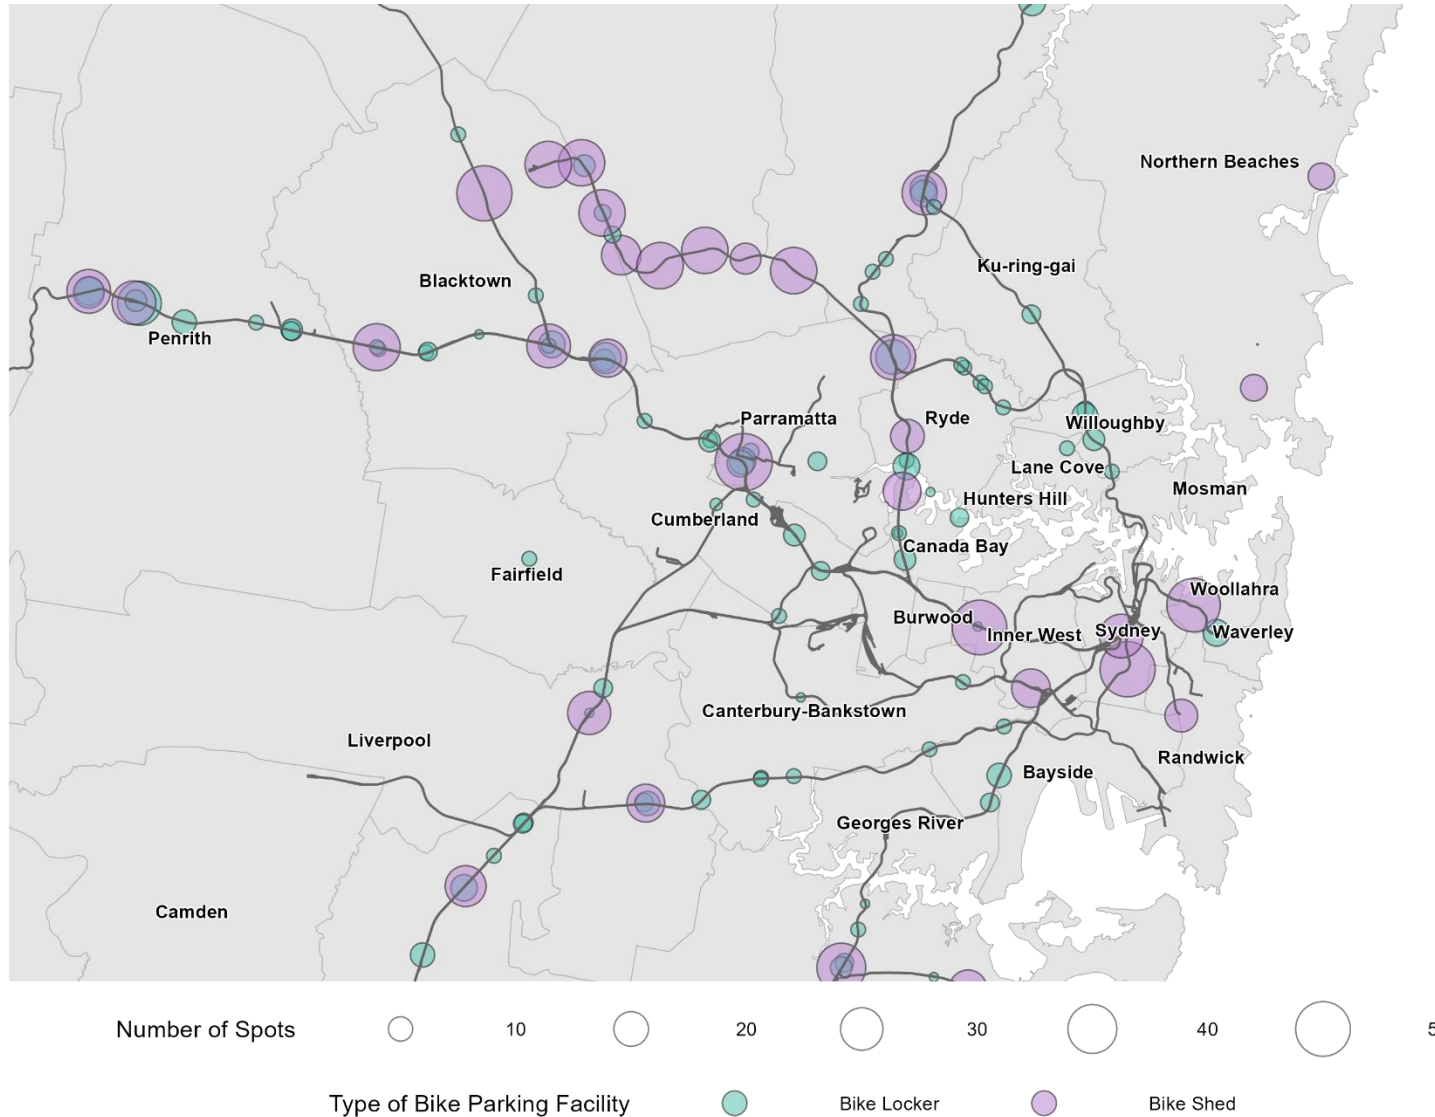 Northern Beaches
Ku-ring-gai
Blacktown
Penrith
Parramatta
Ryde
Willoughby
Lane Cove
Mosman
Hunters Hill
Cumberland
Canada Bay
Fairfield
Woollahra
Burwood
Inner West
Sydney
Waverley
Canterbury-Bankstown
Liverpool
Randwick
Bayside
Georges River
Camden
Number of Spots 10 20 30 40 5
Type of Bike Parking Facility Bike Locker Bike Shed